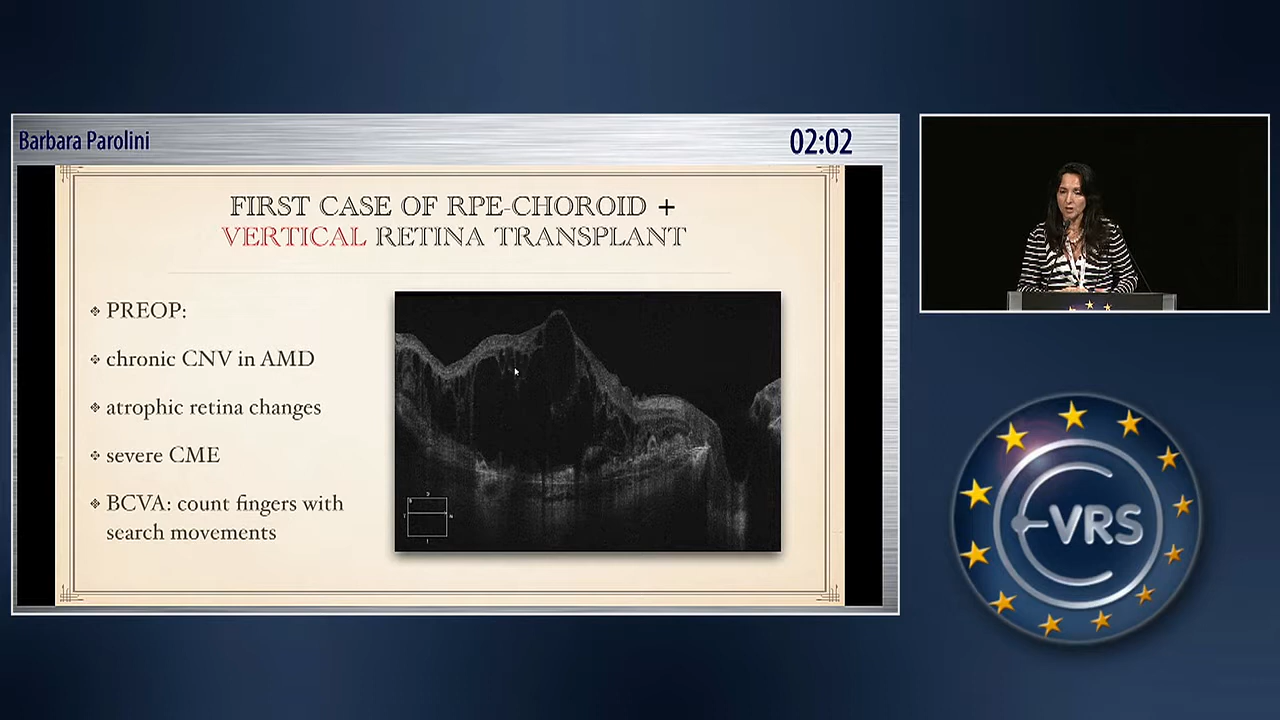 Barbara Parolini
02:02
FIRST CASE OF RPE-CHOROID +
VERTICAL RETINA TRANSPLANT
PREOP:
chronic CNV in AMD
atrophic retina changes
severe CME
BCVA: count fingers with
search movements
E-VRS